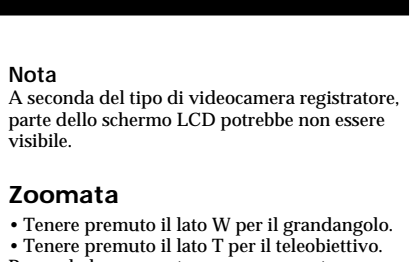 Nota
A seconda del tipo di videocamera registratore,
parte dello schermo LCD potrebbe non essere
visibile.
Zoomata
• Tenere premuto il lato W per il grandangolo.
• Tenere premuto il lato T per il teleobiettivo.